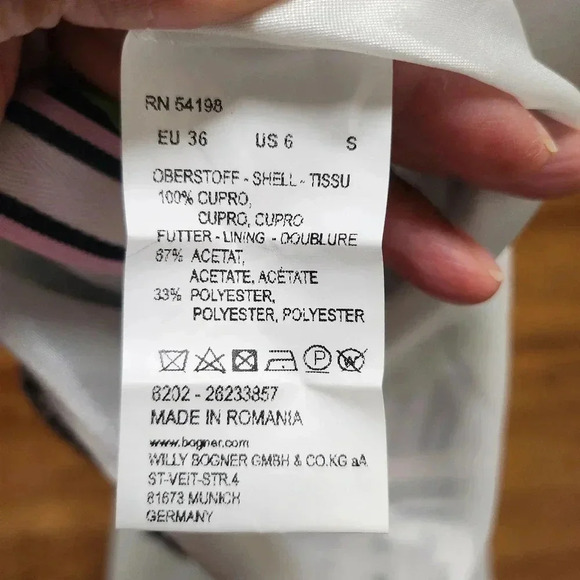 RN 54198
EU 36 US 6 S
OBERSTOFF - SHELL - TISSU
100% CUPRO,
CUPRO, CUPRO
FUTTER - LINING - DOUBLURE
67% ACETAT,
ACETATE, ACÉTATE
33% POLYESTER,
POLYESTER, POLYESTER
P W
6202 - 26233857
MADE IN ROMANIA
www.bogner.com
WILLY BOGNER GMBH & CO.KG aA
ST-VEIT-STR.4
81673 MUNICH
GERMANY